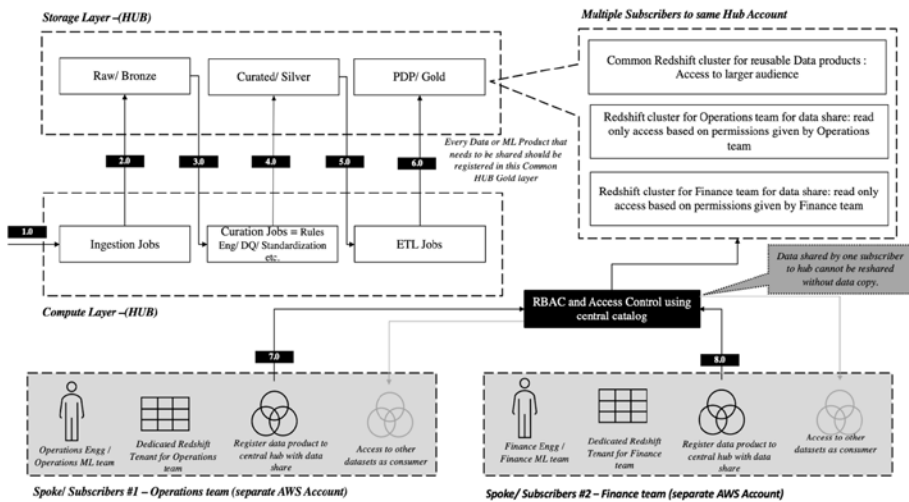 Storage Layer –(HUB)
Multiple Subscribers to same Hub Account
Raw/ Bronze
Curated/ Silver
PDP/ Gold
Common Redshift cluster for reusable Data products :
Access to larger audience
Redshift cluster for Operations team for data share: read
only access based on permissions given by Operations
team
Redshift cluster for Finance team for data share: read only
access based on permissions given by Finance team
2.0
3.0
4.0
5.0
6.0
Every Data or ML Product that
needs to be shared should be
registered in this Common
HUB Gold layer
1.0
Ingestion Jobs
Curation Jobs = Rules
Eng/ DQ/ Standardization
etc.
ETL Jobs
Data shared by one subscriber
to hub cannot be reshared
without data copy.
Compute Layer –(HUB)
RBAC and Access Control using
central catalog
7.0
8.0
Operations Engg /
Operations ML team
Dedicated Redshift
Tenant for Operations
team
Register data product to
central hub with data
share
Access to other
datasets as consumer
Finance Engg /
Finance ML team
Dedicated Redshift
Tenant for Finance
team
Register data product to
central hub with data
share
Access to other
datasets as consumer
Spoke/ Subscribers #1 – Operations team (separate AWS Account)
Spoke/ Subscribers #2 – Finance team (separate AWS Account)